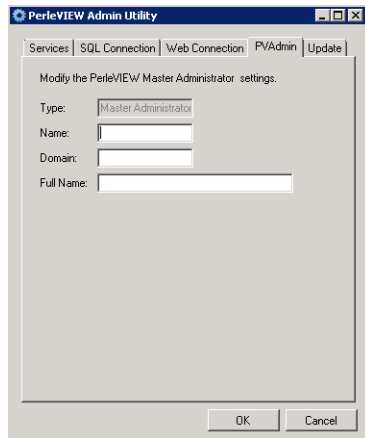 PerleVIEW Admin Utility
Services SQL Connection Web Connection PVAdmin Update
Modify the PerleVIEW Master Administrator settings.
Type: Master Administrator
Name:
Domain:
Full Name:
OK Cancel